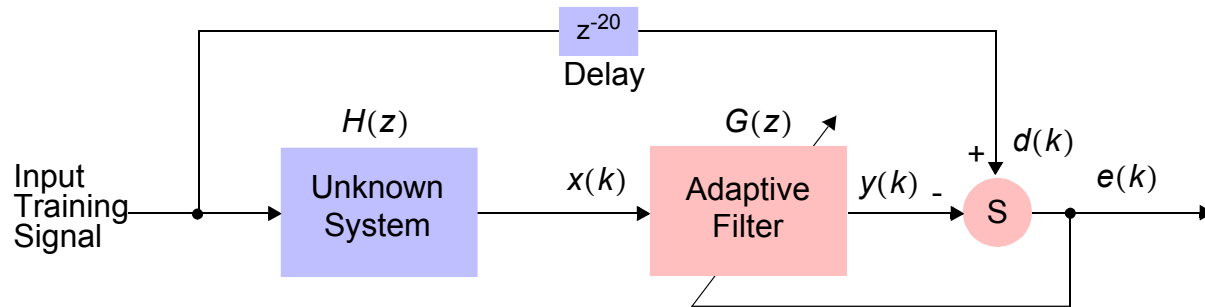 z⁻²⁰
Delay
H(z)
G(z)
Input
Training
Signal
Unknown
System
x(k)
Adaptive
Filter
y(k)
-
+
d(k)
S
e(k)